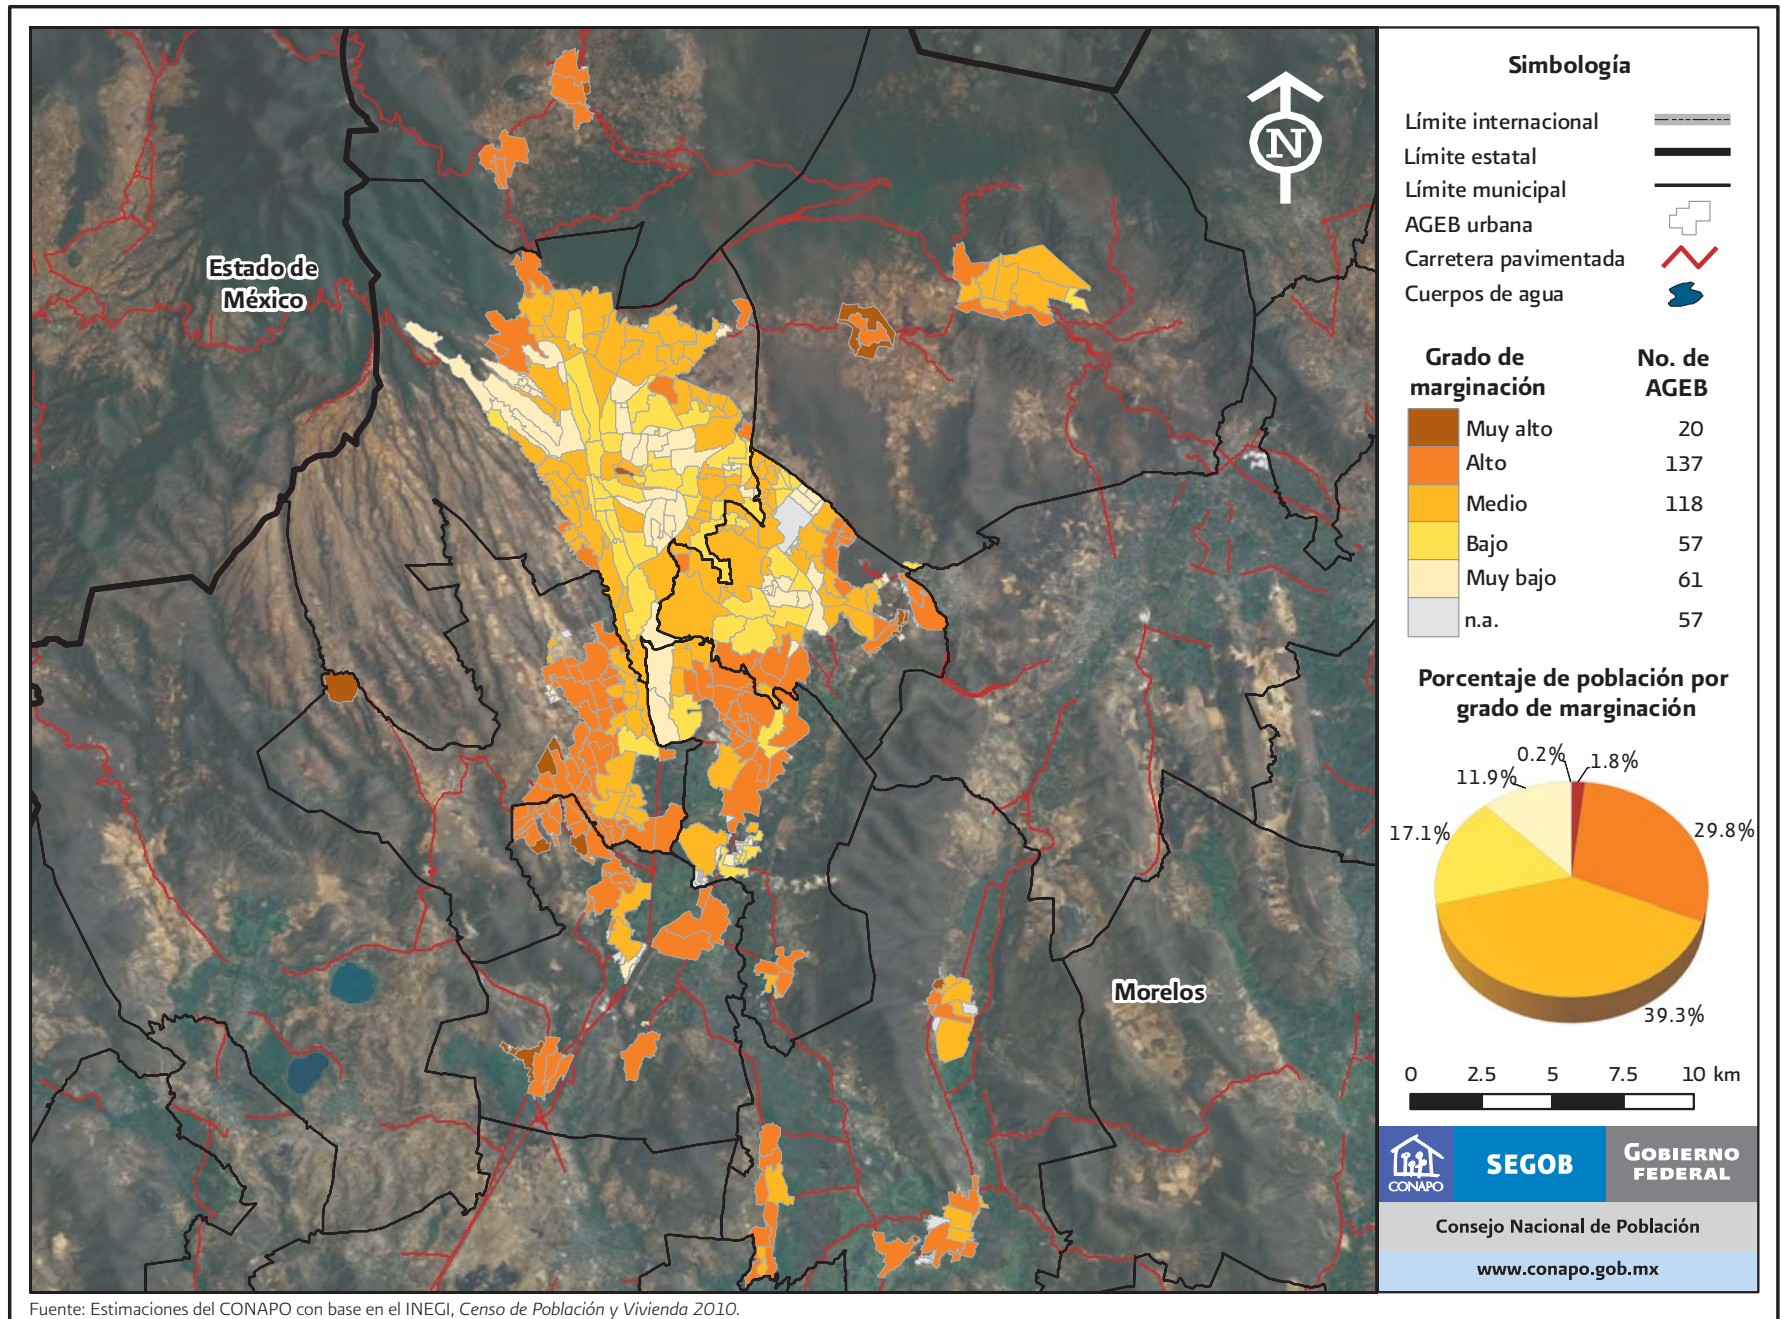 Estado de
México
N
Morelos
Simbología
Límite internacional
Límite estatal
Límite municipal
AGEB urbana
Carretera pavimentada
Cuerpos de agua
Grado de marginación No. de AGEB
Muy alto 20
Alto 137
Medio 118
Bajo 57
Muy bajo 61
n.a. 57
Porcentaje de población por
grado de marginación
0.2%
1.8%
11.9%
17.1%
29.8%
39.3%
0 2.5 5 7.5 10 km
CONAPO
SEGOB
GOBIERNO
FEDERAL
Consejo Nacional de Población
www.conapo.gob.mx
Fuente: Estimaciones del CONAPO con base en el INEGI, Censo de Población y Vivienda 2010.